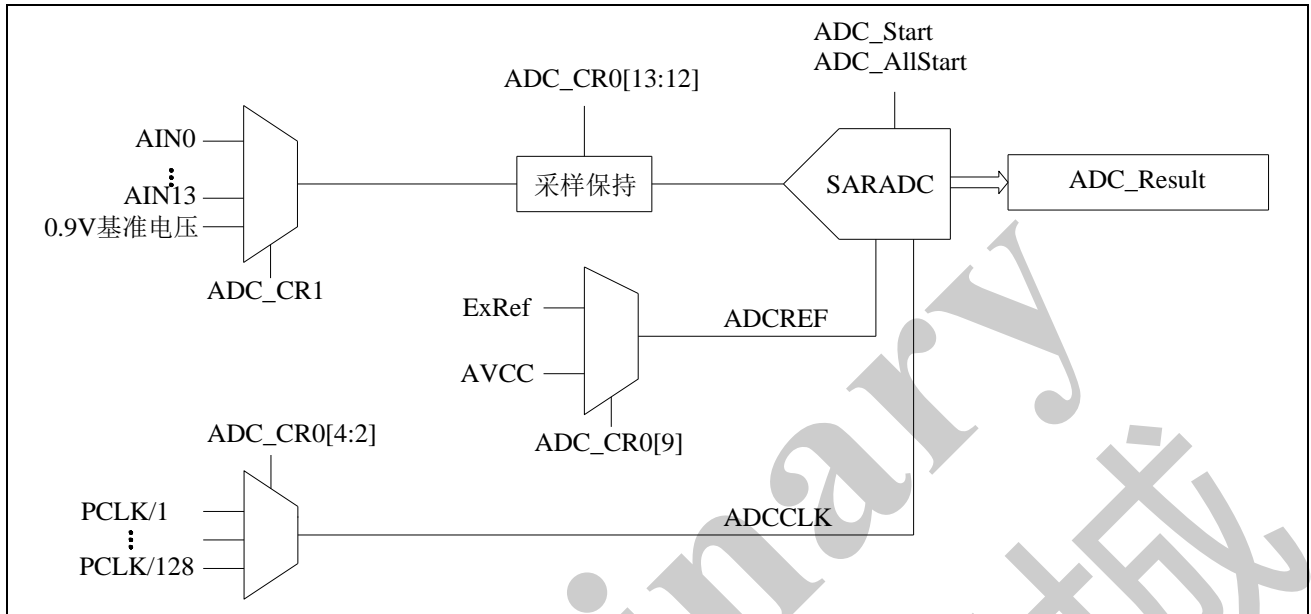 ADC_Start
ADC_AllStart
ADC_CR0[13:12]
AIN0
AIN13
0.9V基准电压
ADC_CR1
采样保持
SARADC
ADC_Result
ExRef
AVCC
ADCREF
ADC_CR0[9]
ADC_CR0[4:2]
PCLK/1
PCLK/128
ADCCLK
inary